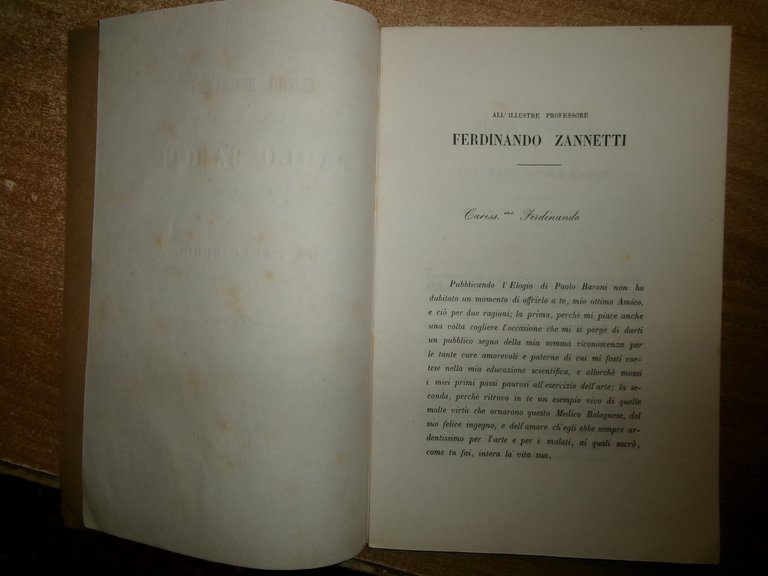 ALL'ILLUSTRE PROFESSORE
FERDINANDO ZANNETTI
Cariss.mo Ferdinando
Pubblicando l'Elogio di Paolo Baroni non ho
dubitato un momento di offrirlo a te, mio ottimo Amico,
e ciò per due ragioni; la prima, perchè mi piace anche
una volta cogliere l'occasione che mi si porge di darti
un pubblico segno della mia somma riconoscenza per
le tante cure amorevoli e paterne di cui mi fosti cor-
tese nella mia educazione scientifica, e allorchè mossi
i miei primi passi paurosi all'esercizio dell'arte; la se-
conda, perchè ritrovo in te un esempio vivo di quelle
molte virtù che ornarono questo Medico Bolognese, del
suo felice ingegno, e dell'amore ch'egli ebbe sempre ar-
dentissimo per l'arte e per i malati, ai quali sacrò,
come tu fai, intera la vita sua.